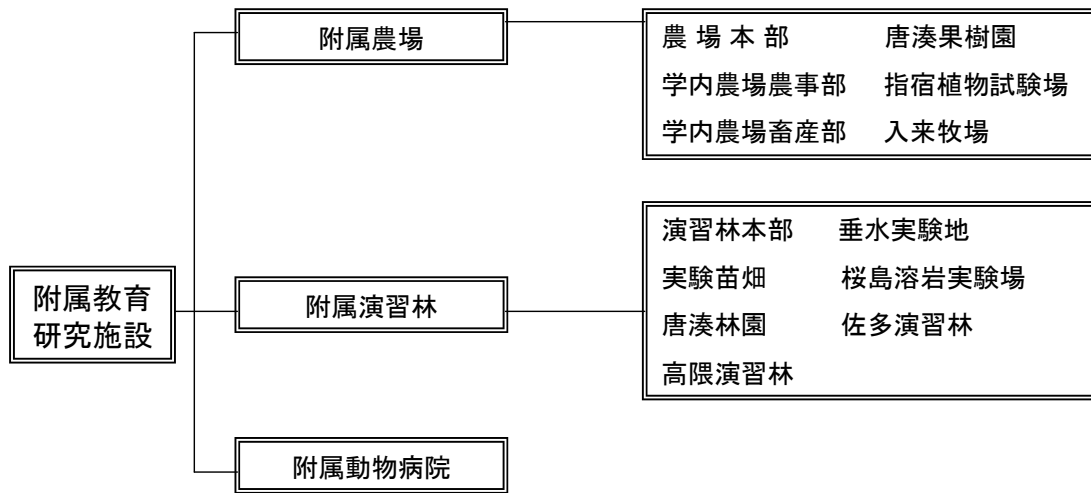 附属教育
研究施設
附属農場
農 場 本 部　唐湊果樹園
学内農場農事部　指宿植物試験場
学内農場畜産部　入来牧場
附属演習林
演習林本部　垂水実験地
実験苗畑　桜島溶岩実験場
唐湊林園　佐多演習林
高隈演習林
附属動物病院